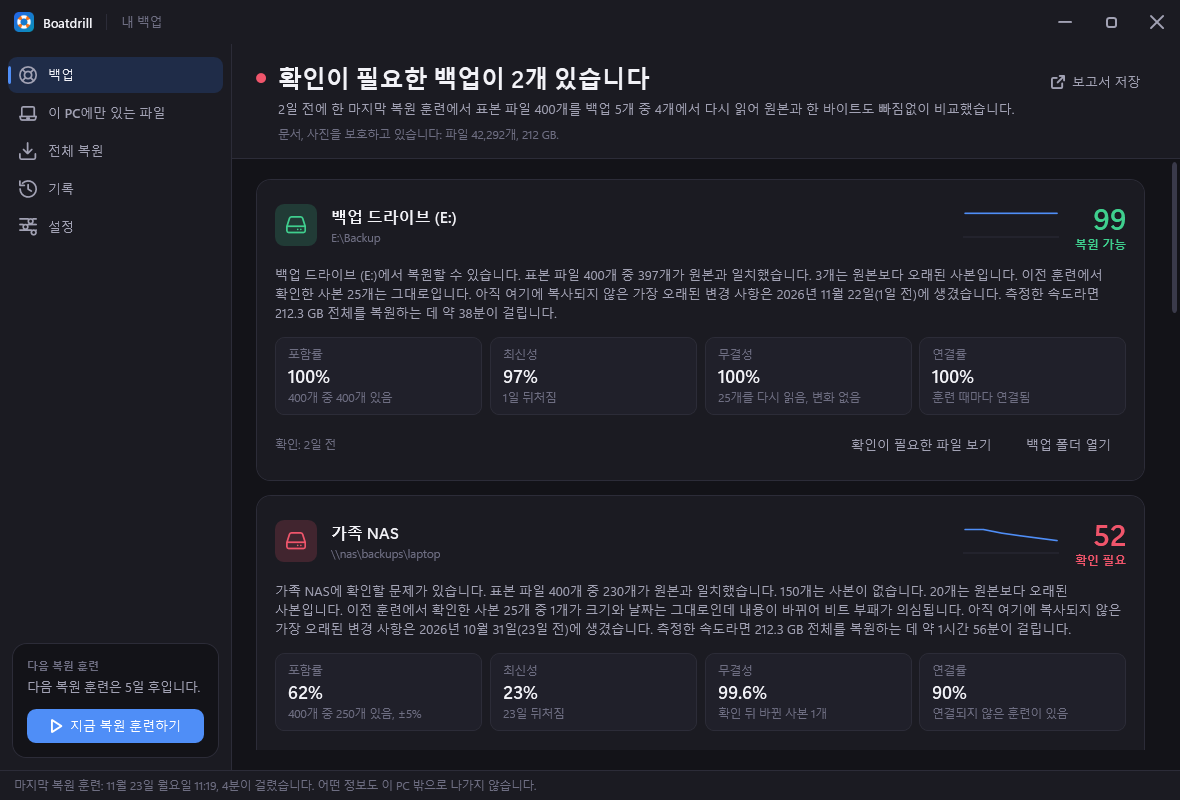 Boatdrill
내 백업
백업
이 PC에만 있는 파일
전체 복원
기록
설정
확인이 필요한 백업이 2개 있습니다
보고서 저장
2일 전에 한 마지막 복원 훈련에서 표본 파일 400개를 백업 5개 중 4개에서 다시 읽어 원본과 한 바이트도 빠짐없이 비교했습니다.
문서, 사진을 보호하고 있습니다: 파일 42,292개, 212 GB.
백업 드라이브 (E:)
E:\Backup
99
복원 가능
백업 드라이브 (E:)에서 복원할 수 있습니다. 표본 파일 400개 중 397개가 원본과 일치했습니다. 3개는 원본보다 오래된 사본입니다. 이전 훈련에서
확인한 사본 25개는 그대로입니다. 아직 여기에 복사되지 않은 가장 오래된 변경 사항은 2026년 11월 22일(1일 전)에 생겼습니다. 측정한 속도라면
212.3 GB 전체를 복원하는 데 약 38분이 걸립니다.
포함률
100%
400개 중 400개 있음
최신성
97%
1일 뒤처짐
무결성
100%
25개를 다시 읽음, 변화 없음
연결률
100%
훈련 때마다 연결됨
확인: 2일 전
확인이 필요한 파일 보기
백업 폴더 열기
가족 NAS
\\nas\backups\laptop
52
확인 필요
가족 NAS에 확인할 문제가 있습니다. 표본 파일 400개 중 230개가 원본과 일치했습니다. 150개는 사본이 없습니다. 20개는 원본보다 오래된
사본입니다. 이전 훈련에서 확인한 사본 25개 중 1개가 크기와 날짜는 그대로인데 내용이 바뀌어 비트 부패가 의심됩니다. 아직 여기에 복사되지 않은
가장 오래된 변경 사항은 2026년 10월 31일(23일 전)에 생겼습니다. 측정한 속도라면 212.3 GB 전체를 복원하는 데 약 1시간 56분이 걸립니다.
포함률
62%
400개 중 250개 있음, ±5%
최신성
23%
23일 뒤처짐
무결성
99.6%
확인 뒤 바뀐 사본 1개
연결률
90%
연결되지 않은 훈련이 있음
다음 복원 훈련
다음 복원 훈련은 5일 후입니다.
지금 복원 훈련하기
마지막 복원 훈련: 11월 23일 월요일 11:19, 4분이 걸렸습니다. 어떤 정보도 이 PC 밖으로 나가지 않습니다.